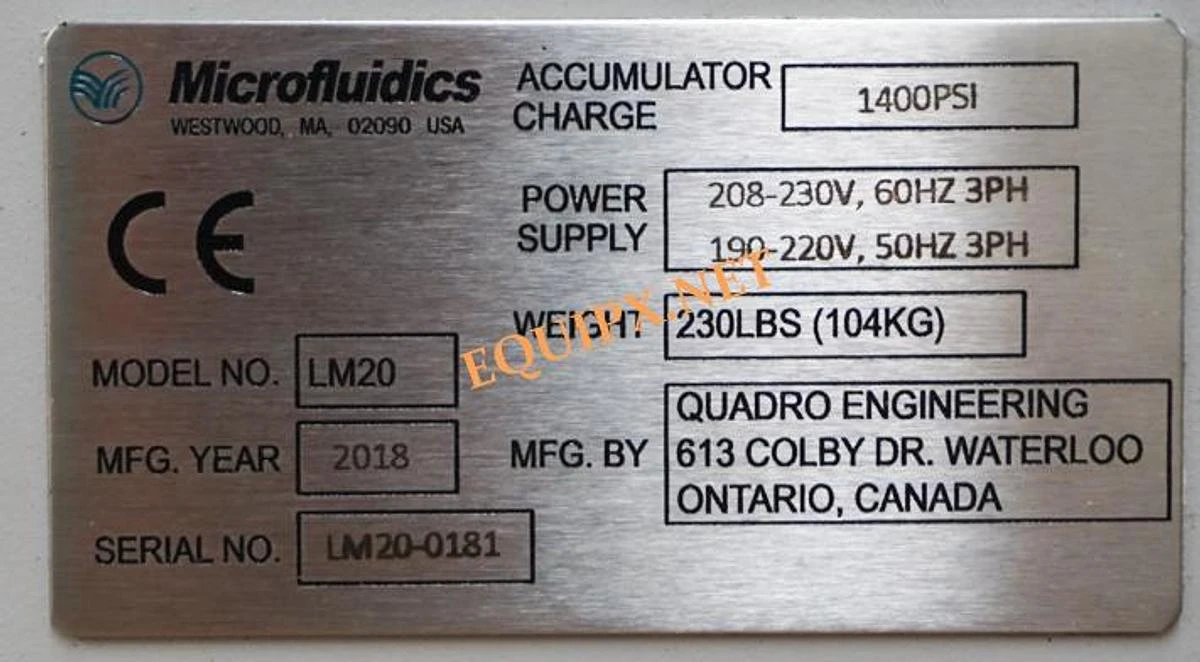 Microfluidics
WESTWOOD, MA, 02090 USA
CE
MODEL NO. LM20
MFG. YEAR 2018
SERIAL NO. LM20-0181
ACCUMULATOR
CHARGE
1400PSI
POWER
SUPPLY
208-230V, 60HZ 3PH
190-220V, 50HZ 3PH
WEIGHT 230LBS (104KG)
MFG. BY
QUADRO ENGINEERING
613 COLBY DR. WATERLOO
ONTARIO, CANADA
EQUIPX.NET